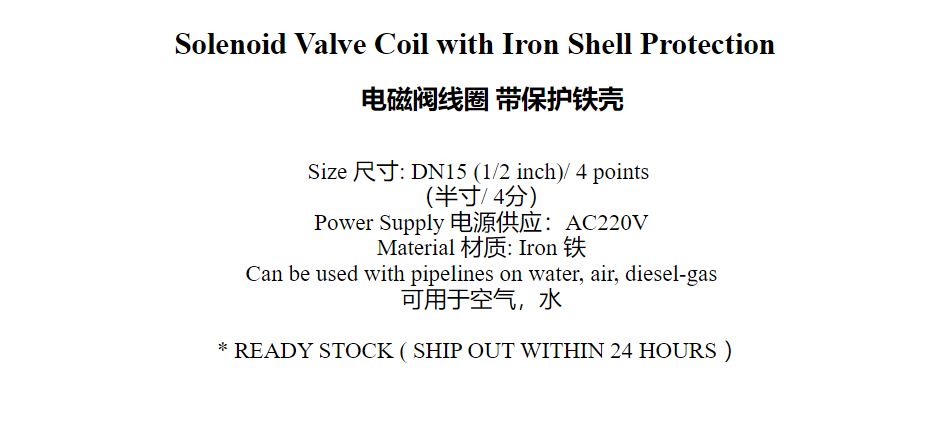 Solenoid Valve Coil with Iron Shell Protection
电磁阀线圈 带保护铁壳
Size 尺寸: DN15 (1/2 inch)/ 4 points
（半寸/ 4分）
Power Supply 电源供应：AC220V
Material 材质: Iron 铁
Can be used with pipelines on water, air, diesel-gas
可用于空气，水
* READY STOCK ( SHIP OUT WITHIN 24 HOURS ）